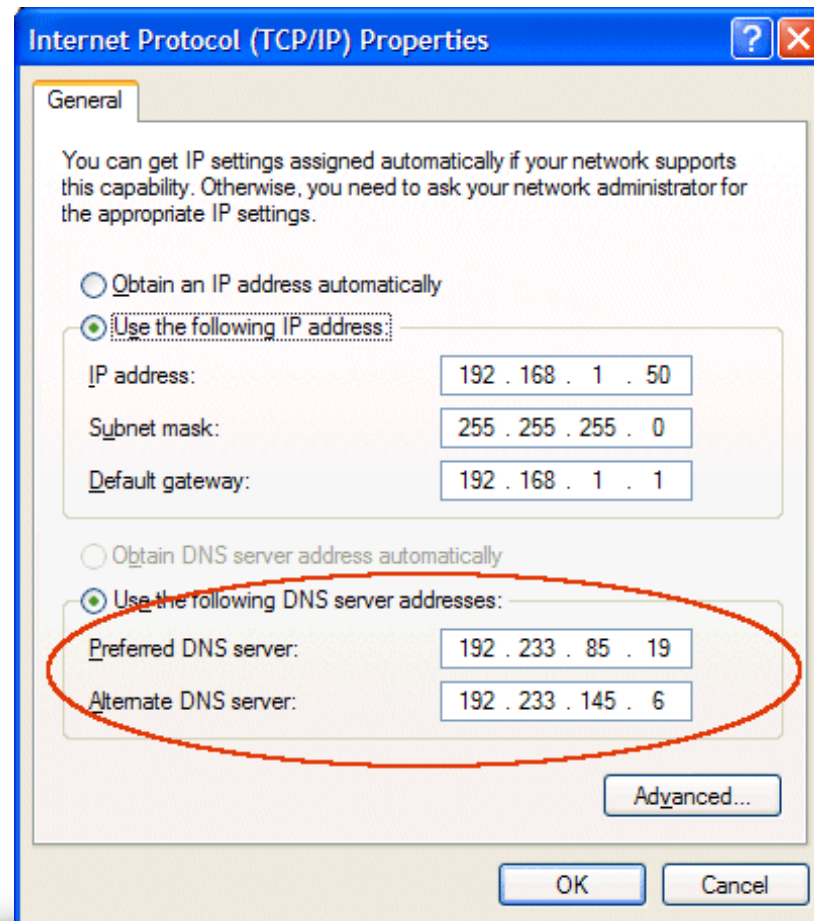 Internet Protocol (TCP/IP) Properties
General
You can get IP settings assigned automatically if your network supports
this capability. Otherwise, you need to ask your network administrator for
the appropriate IP settings.
Obtain an IP address automatically
Use the following IP address:
IP address: 192 . 168 . 1 . 50
Subnet mask: 255 . 255 . 255 . 0
Default gateway: 192 . 168 . 1 . 1
Obtain DNS server address automatically
Use the following DNS server addresses:
Preferred DNS server: 192 . 233 . 85 . 19
Alternate DNS server: 192 . 233 . 145 . 6
Advanced...
OK Cancel